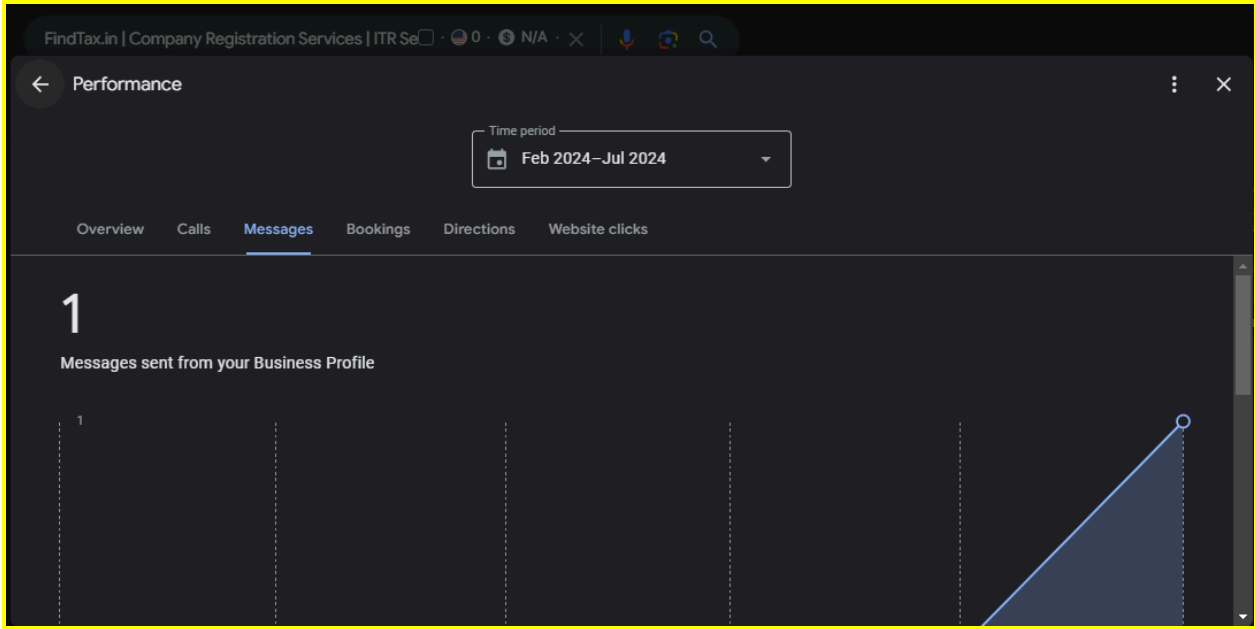 FindTax.in | Company Registration Services | ITR Se · 0 · N/A ·
Performance
Time period
Feb 2024–Jul 2024
Overview Calls Messages Bookings Directions Website clicks
1
Messages sent from your Business Profile
1